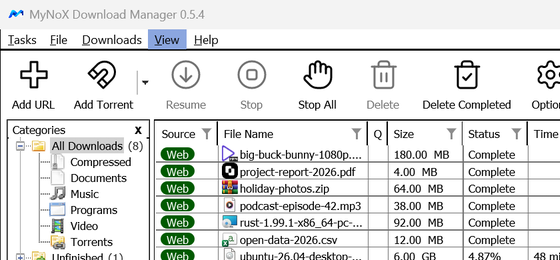 MyNoX Download Manager 0.5.4
Tasks File Downloads View Help
Add URL Add Torrent Resume Stop Stop All Delete Delete Completed
Categories X
All Downloads (8)
Compressed
Documents
Music
Programs
Video
Torrents
Unfinished (1)
Source File Name Q Size Status Time
Web big-buck-bunny-1080p.... 180.00 MB Complete
Web project-report-2026.pdf 4.00 MB Complete
Web holiday-photos.zip 64.00 MB Complete
Web podcast-episode-42.mp3 38.00 MB Complete
Web rust-1.99.1-x86_64-pc-... 92.00 MB Complete
Web open-data-2026.csv 12.00 MB Complete
Web ubuntu-26.04-desktop-... 6.00 GB 4.87% 48 m